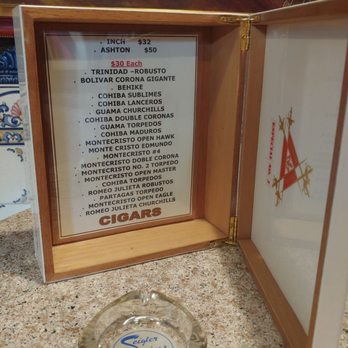 . INCH $32
. ASHTON $50
$30 Each
. TRINIDAD –ROBUSTO
. BOLIVAR CORONA GIGANTE
. BEHIKE
. COHIBA SUBLIMES
. COHIBA LANCEROS
. GUAMA CHURCHILLS
. COHIBA DOUBLE CORONAS
. GUAMA TORPEDOS
. COHIBA MADUROS
. MONTECRISTO OPEN HAWK
. MONTE CRISTO EDMUNDO
. MONTECRISTO #4
. MONTECRISTO DOBLE CORONA
. MONTECRISTO NO. 2 TORPEDO
. MONTECRISTO OPEN MASTER
. COHIBA TORPEDOS
. ROMEO JULIETA ROBUSTOS
. PARTAGAS TORPEDO
. MONTECRISTO OPEN EAGLE
. ROMEO JULIETA CHURCHILLS
CIGARS